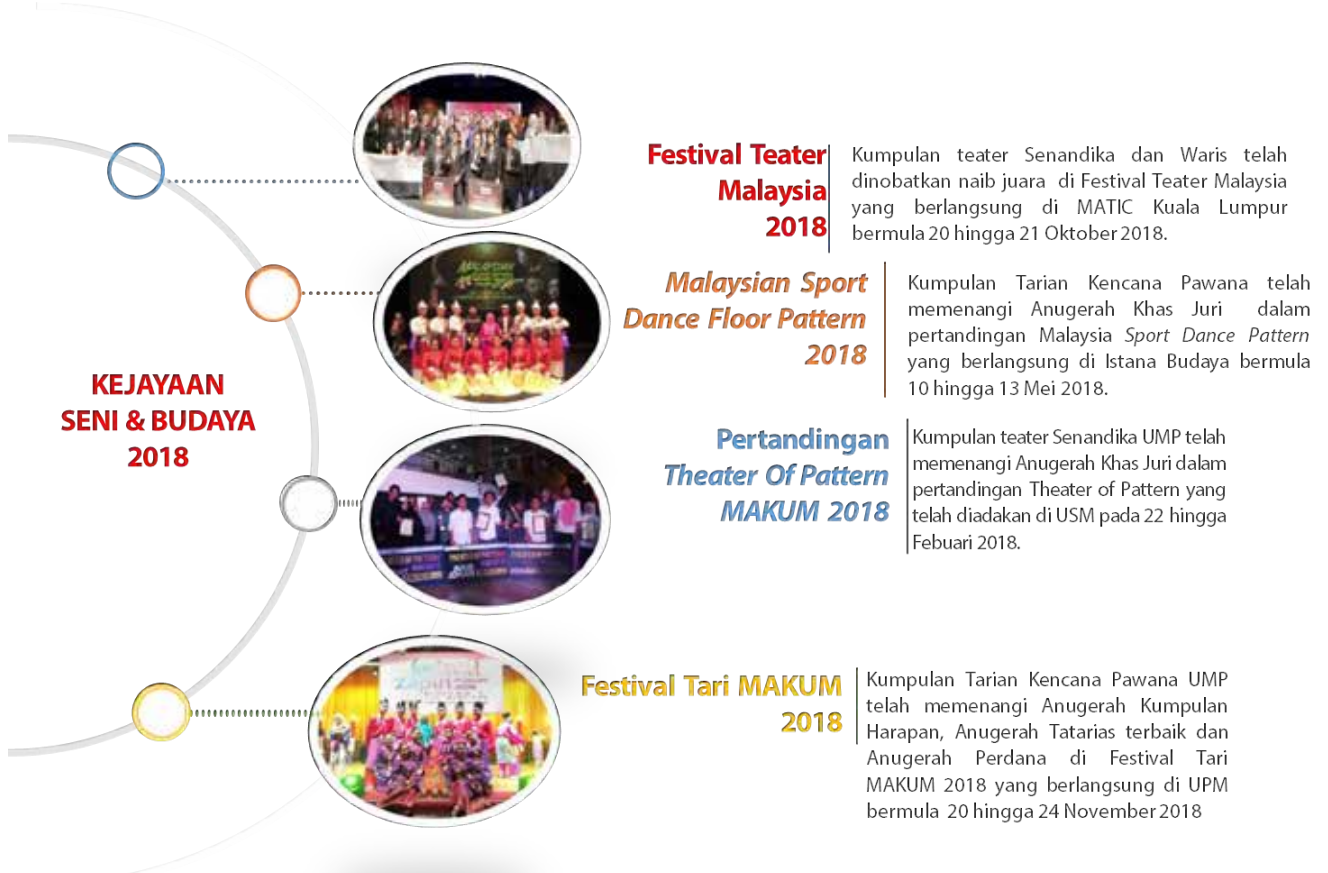 KEJAYAAN
SENI & BUDAYA
2018
Festival Teater
Malaysia
2018
Kumpulan teater Senandika dan Waris telah
dinobatkan naib juara di Festival Teater Malaysia
yang berlangsung di MATIC Kuala Lumpur
bermula 20 hingga 21 Oktober 2018.
Malaysian Sport
Dance Floor Pattern
2018
Kumpulan Tarian Kencana Pawana telah
memenangi Anugerah Khas Juri dalam
pertandingan Malaysia Sport Dance Pattern
yang berlangsung di Istana Budaya bermula
10 hingga 13 Mei 2018.
Pertandingan
Theater Of Pattern
MAKUM 2018
Kumpulan teater Senandika UMP telah
memenangi Anugerah Khas Juri dalam
pertandingan Theater of Pattern yang
telah diadakan di USM pada 22 hingga
Febuari 2018.
Festival Tari MAKUM
2018
Kumpulan Tarian Kencana Pawana UMP
telah memenangi Anugerah Kumpulan
Harapan, Anugerah Tatarias terbaik dan
Anugerah Perdana di Festival Tari
MAKUM 2018 yang berlangsung di UPM
bermula 20 hingga 24 November 2018